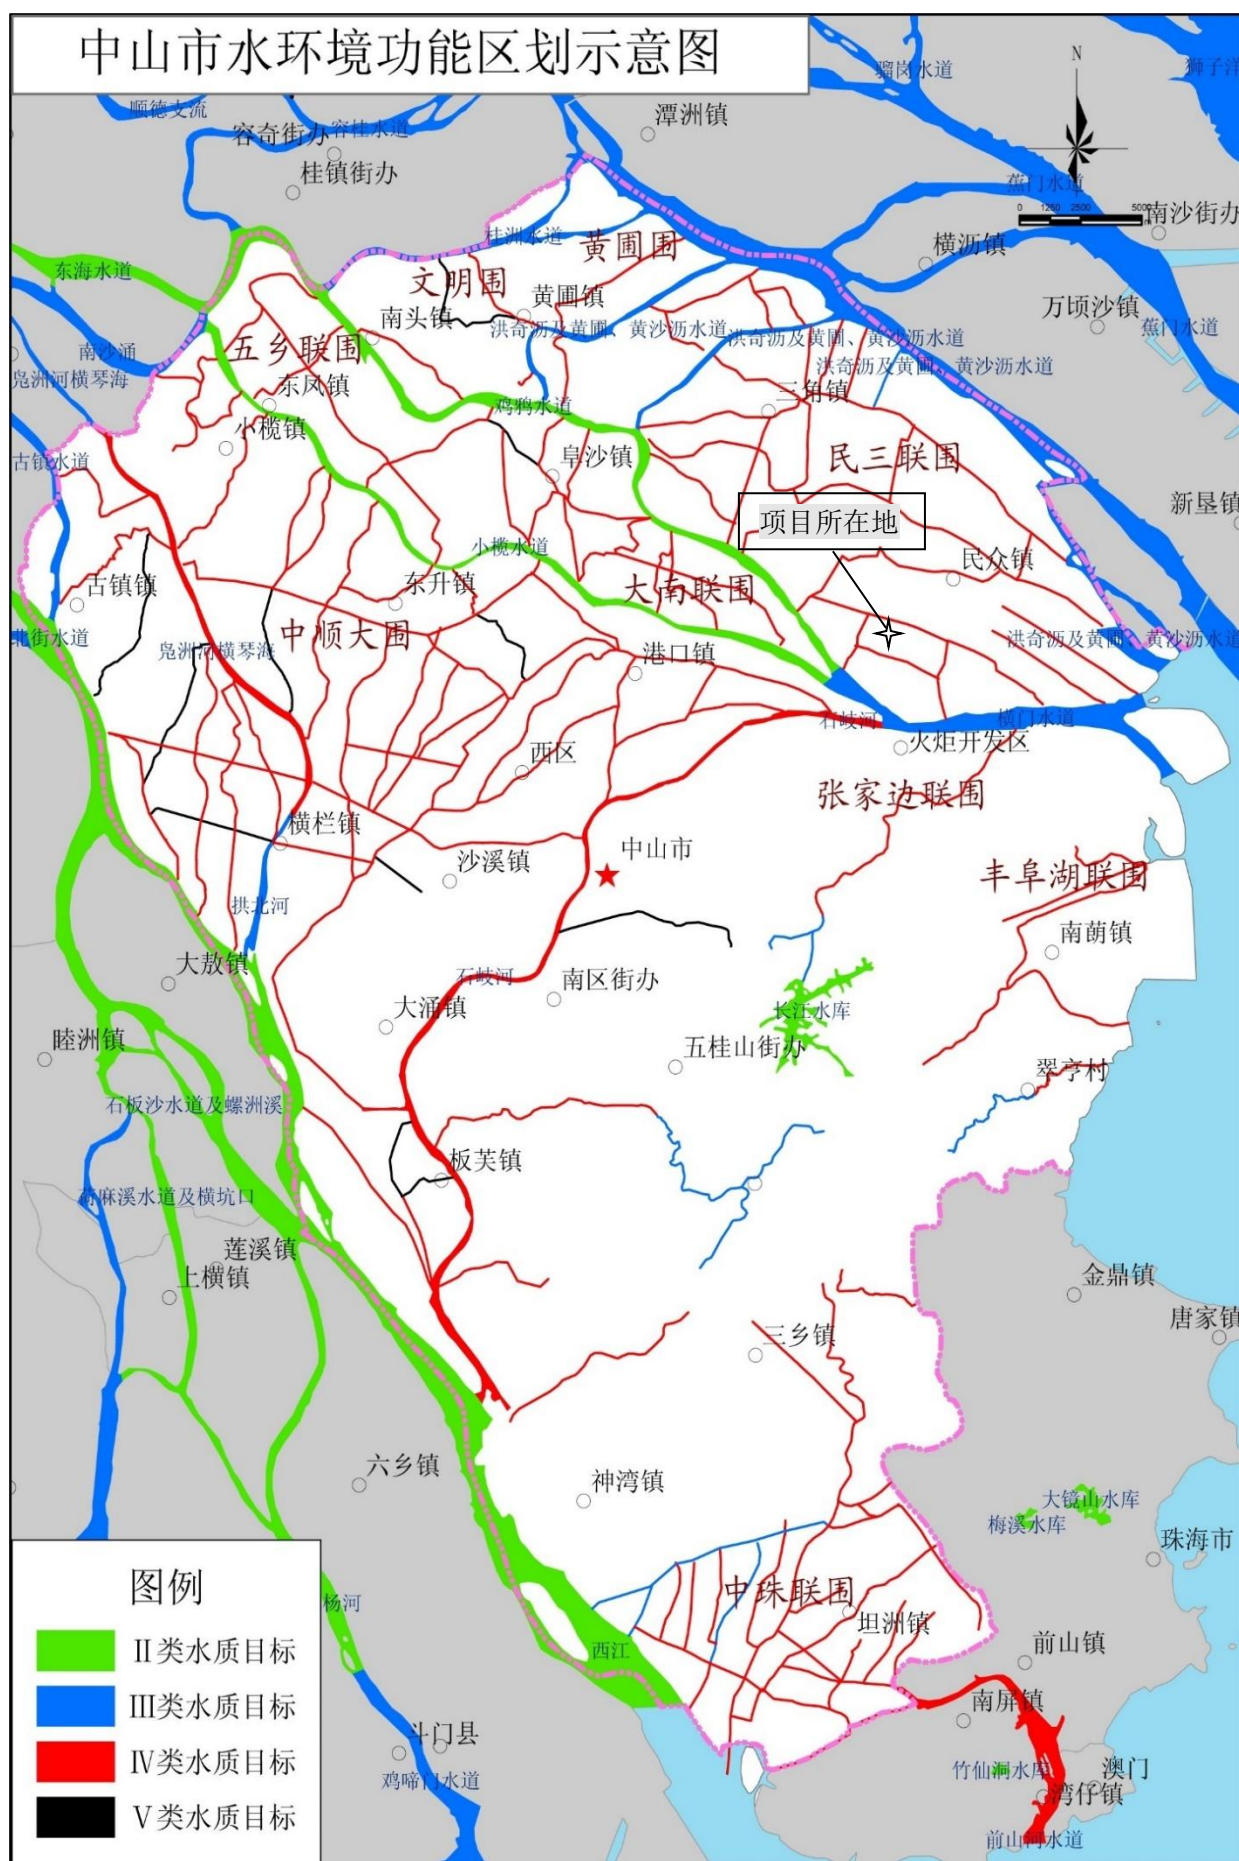 中山市水环境功能区划示意图
骝岗水道
狮子洋
N
顺德支流
潭洲镇
容奇街办
容桂水道
桂镇街办
蕉门水道
0 1250 2500 5000
南沙街办
桂洲水道
黄圃围
横沥镇
东海水道
文明围
黄圃镇
万顷沙镇
南头镇
洪奇沥及黄圃、黄沙沥水道
洪奇沥及黄圃、黄沙沥水道
蕉门水道
南沙涌
五乡联围
洪奇沥及黄圃、黄沙沥水道
凫洲河横琴海
东凤镇
鸡鸦水道
三角镇
小榄镇
古镇水道
阜沙镇
民三联围
新垦镇
项目所在地
小榄水道
民众镇
古镇镇
东升镇
大南联围
北街水道
中顺大围
洪奇沥及黄圃、黄沙沥水道
凫洲河横琴海
港口镇
石岐河
横门水道
西区
火炬开发区
张家边联围
横栏镇
中山市
沙溪镇
丰阜湖联围
拱北河
南蓢镇
大敖镇
石岐河
南区街办
大涌镇
长江水库
睦洲镇
五桂山街办
翠亨村
石板沙水道及螺洲溪
板芙镇
荷麻溪水道及横坑口
莲溪镇
上横镇
金鼎镇
唐家镇
三乡镇
六乡镇
神湾镇
大镜山水库
梅溪水库
珠海市
图例
杨河
中珠联围
坦洲镇
Ⅱ类水质目标
西江
前山镇
Ⅲ类水质目标
南屏镇
斗门县
Ⅳ类水质目标
鸡啼门水道
竹仙洞水库
澳门
湾仔镇
Ⅴ类水质目标
前山河水道